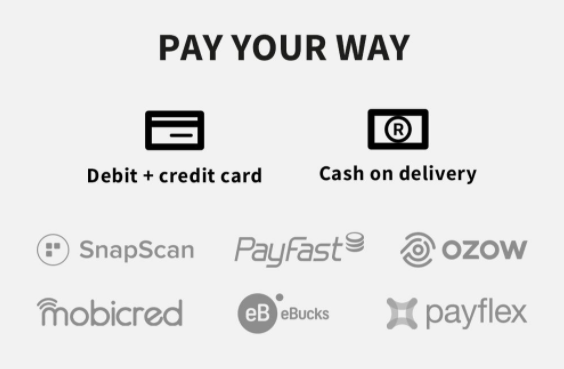 PAY YOUR WAY
R
Debit + credit card
Cash on delivery
SnapScan
PayFast
ozow
mobicred
eB eBucks
payflex